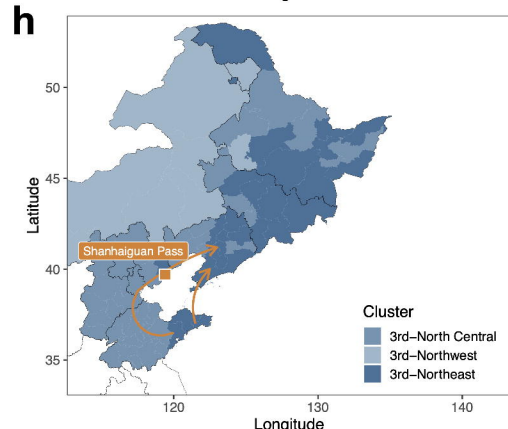 h
50
45
40
35
Latitude
Shanhaiguan Pass
Cluster
3rd−North Central
3rd−Northwest
3rd−Northeast
120
130
140
Longitude